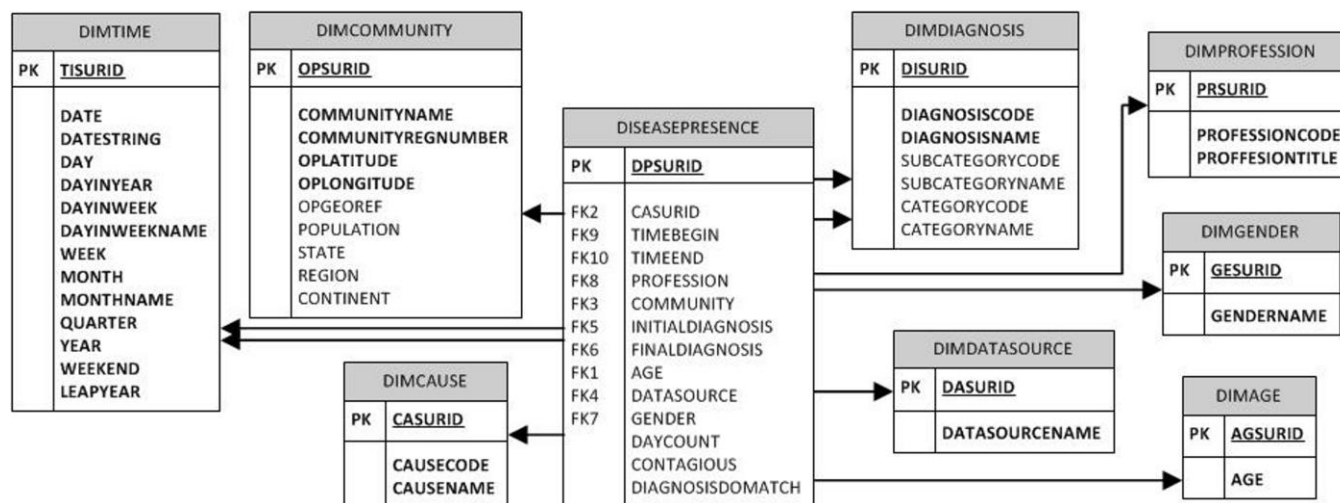 DIMTIME
PK TISURID
DATE
DATESTRING
DAY
DAYINYEAR
DAYINWEEK
DAYINWEEKNAME
WEEK
MONTH
MONTHNAME
QUARTER
YEAR
WEEKEND
LEAPYEAR
DIMCOMMUNITY
PK OPSURID
COMMUNITYNAME
COMMUNITYREGNUMBER
OPLATITUDE
OPLONGITUDE
OPGEOREF
POPULATION
STATE
REGION
CONTINENT
DIMCAUSE
PK CASURID
CAUSECODE
CAUSENAME
DISEASEPRESENCE
PK DPSURID
FK2 CASURID
FK9 TIMEBEGIN
FK10 TIMEEND
FK8 PROFESSION
FK3 COMMUNITY
FK5 INITIALDIAGNOSIS
FK6 FINALDIAGNOSIS
FK1 AGE
FK4 DATASOURCE
FK7 GENDER
DAYCOUNT
CONTAGIOUS
DIAGNOSISDOMATCH
DIMDIAGNOSIS
PK DISURID
DIAGNOSISCODE
DIAGNOSISNAME
SUBCATEGORYCODE
SUBCATEGORYNAME
CATEGORYCODE
CATEGORYNAME
DIMPROFESSION
PK PRSURID
PROFESSIONCODE
PROFFESIONTITLE
DIMGENDER
PK GESURID
GENDERNAME
DIMDATASOURCE
PK DASURID
DATASOURCENAME
DIMAGE
PK AGSURID
AGE